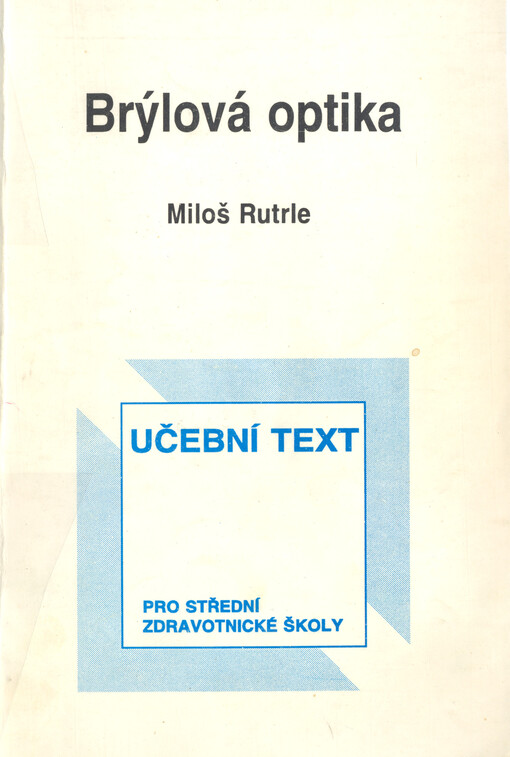 Brýlová optika
Miloš Rutrle
UČEBNÍ TEXT
PRO STŘEDNÍ
ZDRAVOTNICKÉ ŠKOLY